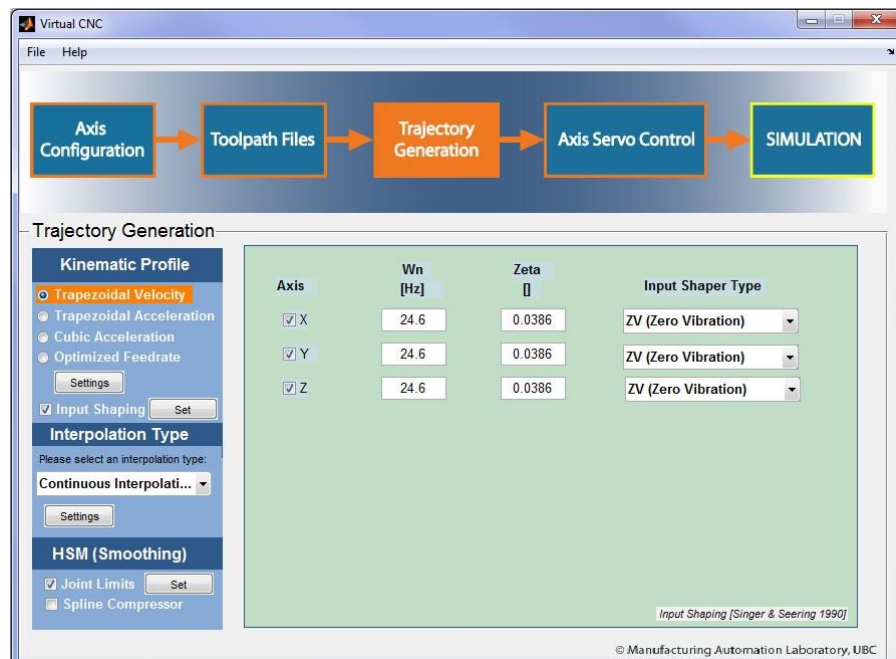 Virtual CNC
File Help
Axis
Configuration
Toolpath Files
Trajectory
Generation
Axis Servo Control
SIMULATION
Trajectory Generation
Kinematic Profile
Trapezoidal Velocity
Trapezoidal Acceleration
Cubic Acceleration
Optimized Feedrate
Settings
Input Shaping Set
Interpolation Type
Please select an interpolation type:
Continuous Interpolati...
Settings
HSM (Smoothing)
Joint Limits Set
Spline Compressor
Axis Wn [Hz] Zeta [] Input Shaper Type
X 24.6 0.0386 ZV (Zero Vibration)
Y 24.6 0.0386 ZV (Zero Vibration)
Z 24.6 0.0386 ZV (Zero Vibration)
Input Shaping [Singer & Seering 1990]
© Manufacturing Automation Laboratory, UBC